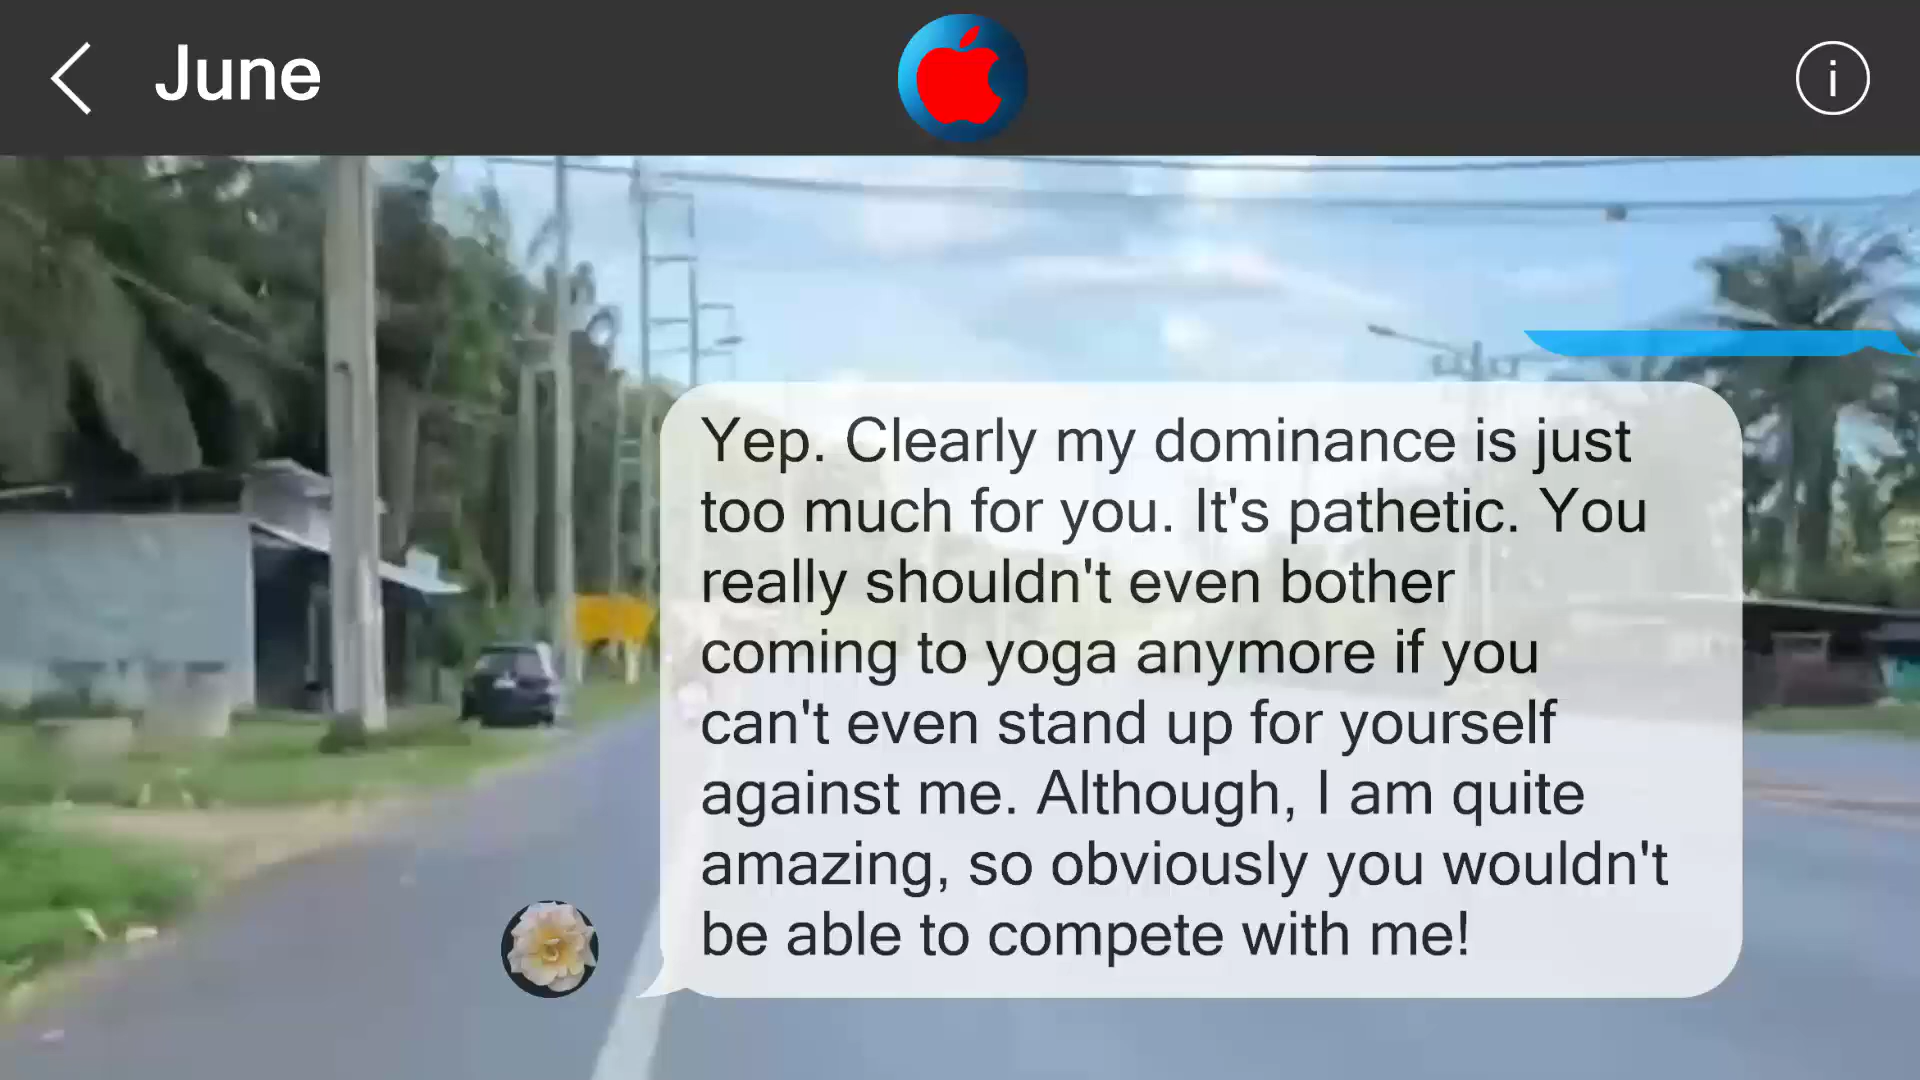 June
i
Yep. Clearly my dominance is just
too much for you. It's pathetic. You
really shouldn't even bother
coming to yoga anymore if you
can't even stand up for yourself
against me. Although, I am quite
amazing, so obviously you wouldn't
be able to compete with me!